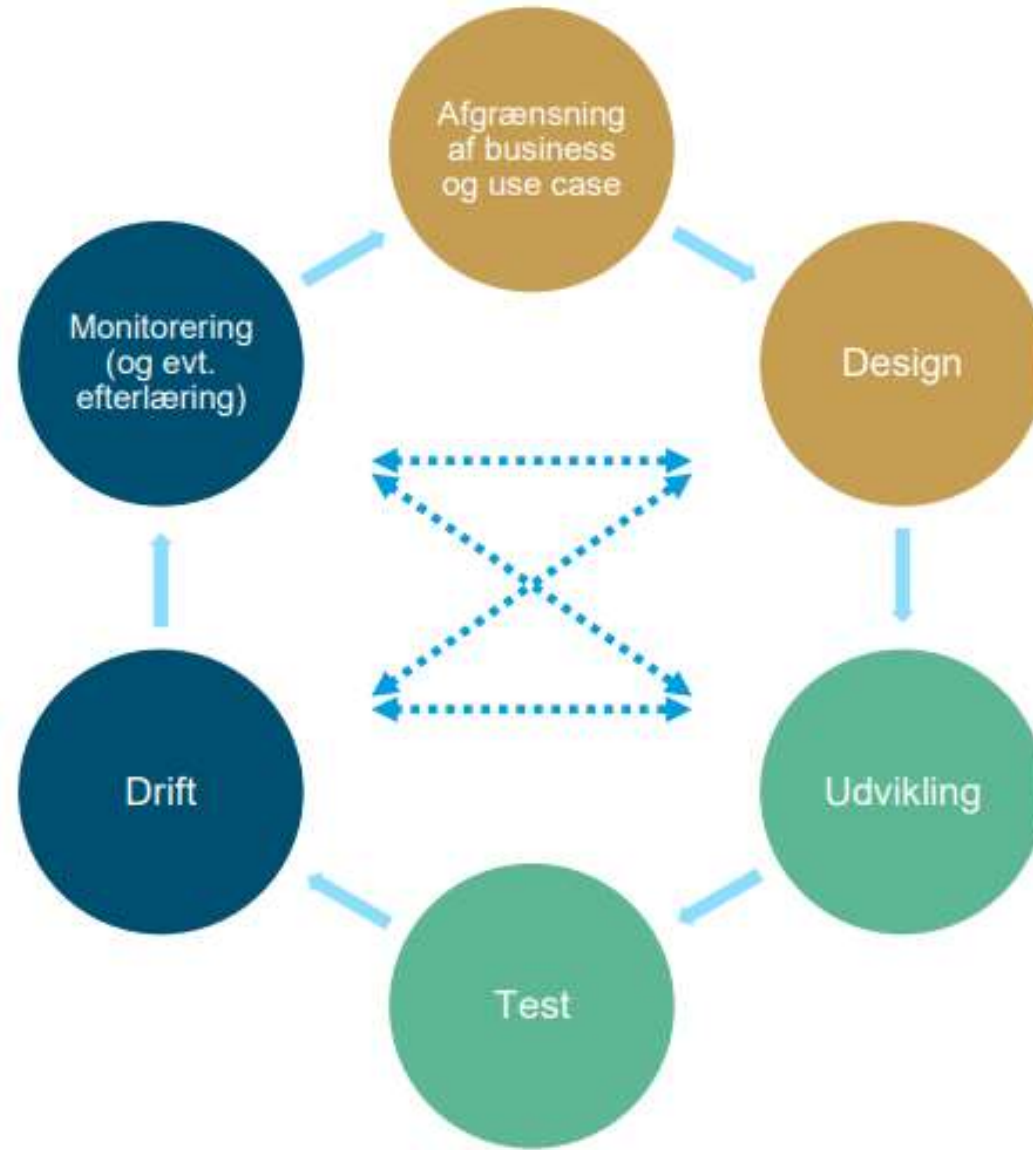 Afgrænsning
af business
og use case
Design
Udvikling
Test
Drift
Monitorering
(og evt.
efterlæring)